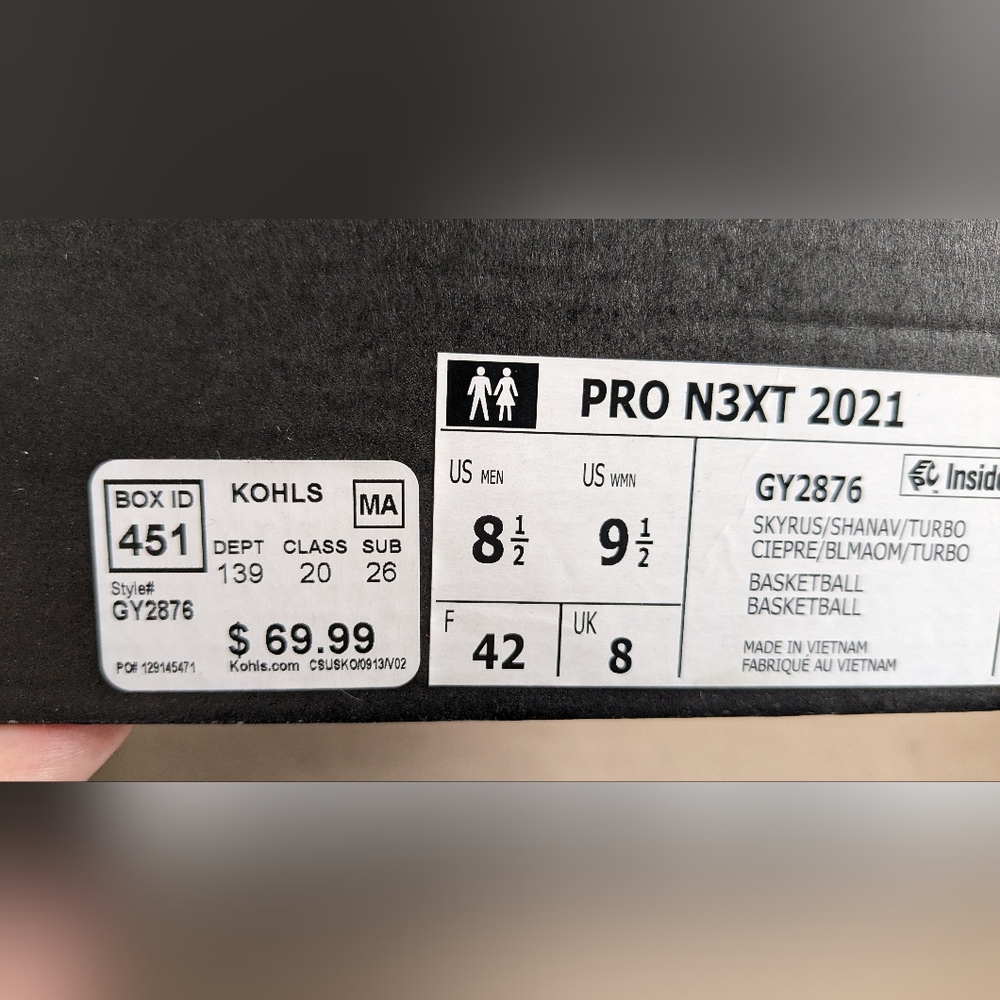 BOX ID
451
KOHLS
MA
DEPT CLASS SUB
139 20 26
Style#
GY2876
$ 69.99
PO# 129145471 Kohls.com CSUSKO/0913/V02
PRO N3XT 2021
US MEN US WMN
8 1/2 9 1/2
F 42 UK 8
GY2876
SKYRUS/SHANAV/TURBO
CIEPRE/BLMAOM/TURBO
BASKETBALL
BASKETBALL
MADE IN VIETNAM
FABRIQUÉ AU VIETNAM